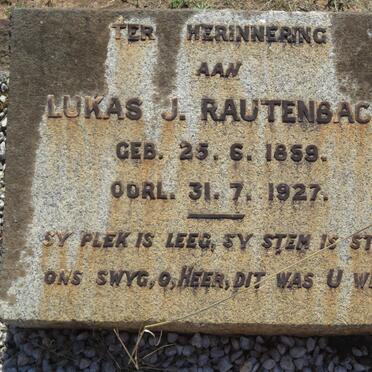 TER HERINNERING
AAN
LUKAS J. RAUTENBAC
GEB. 25. 6. 1859.
OORL. 31. 7. 1927.
SY PLEK IS LEEG, SY STEM IS ST
ONS SWYG, O, HEER, DIT WAS U W